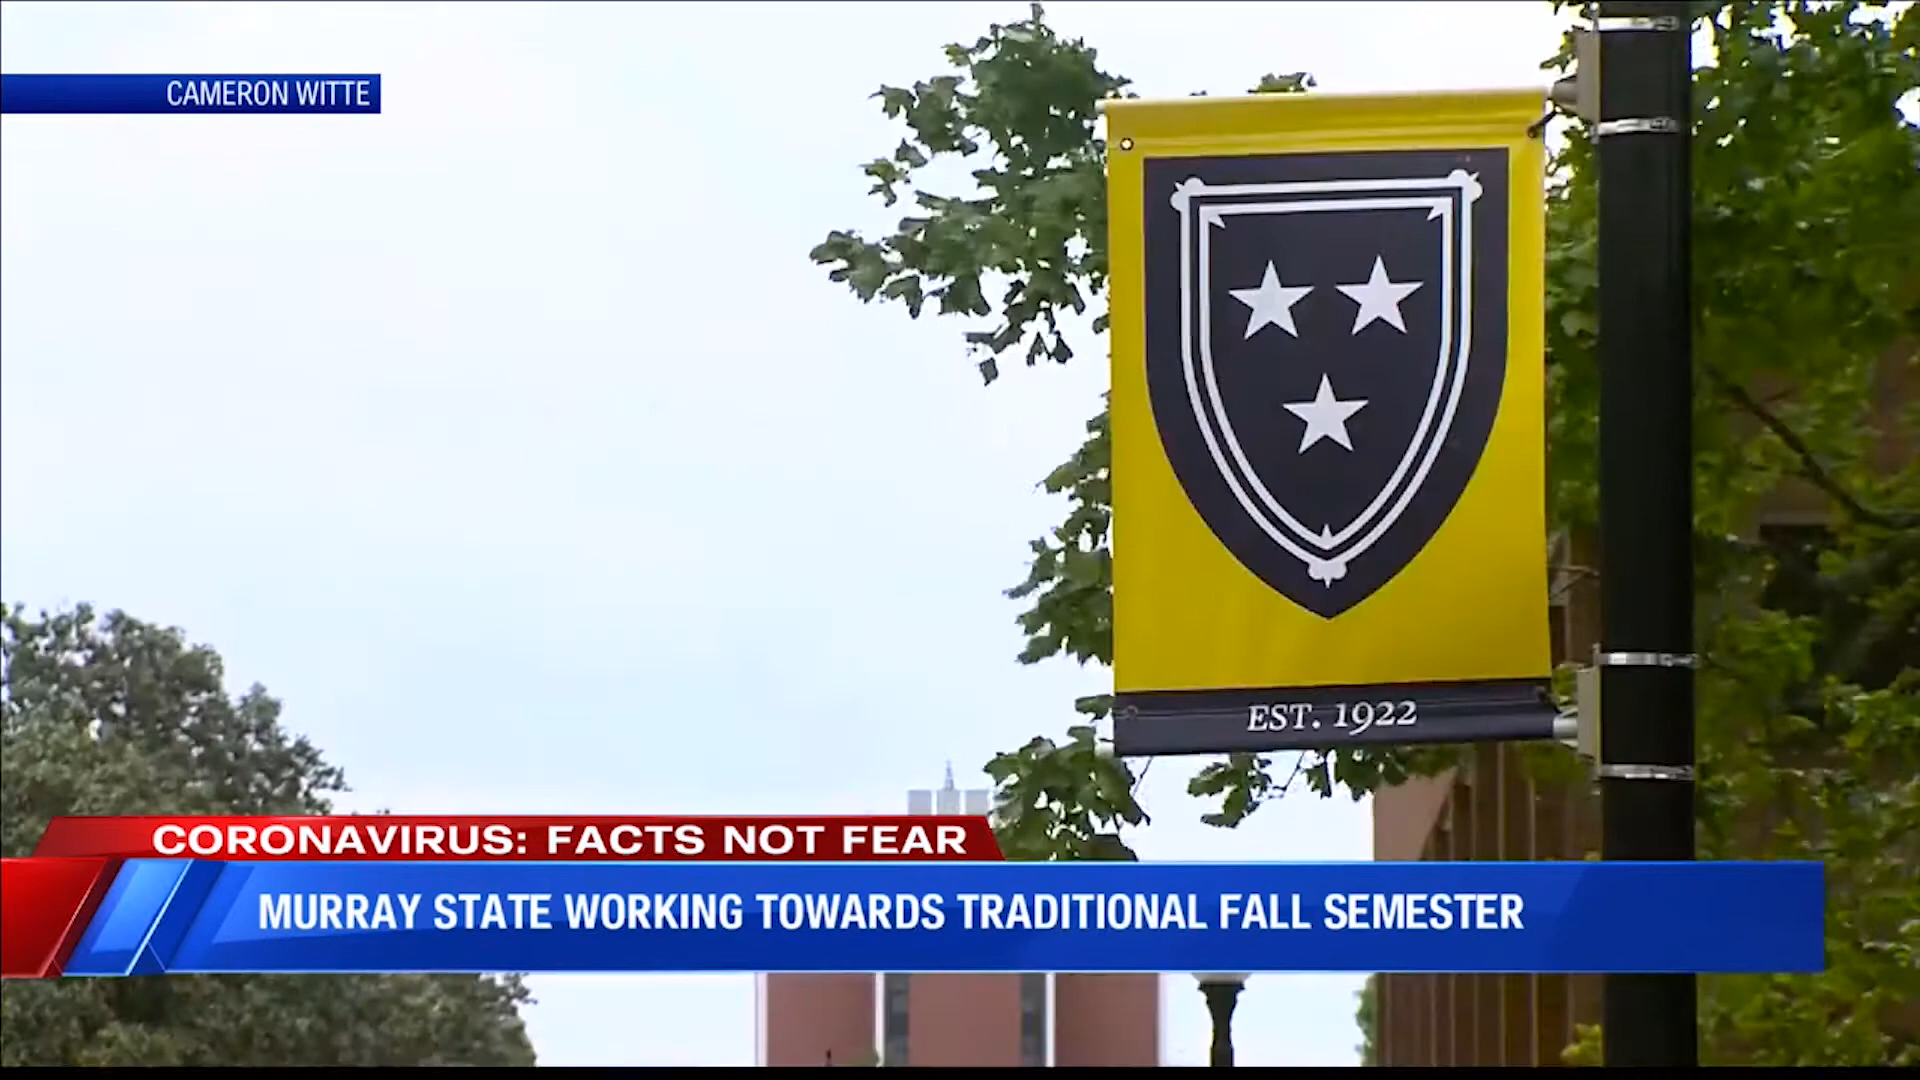 CAMERON WITTE
EST. 1922
CORONAVIRUS: FACTS NOT FEAR
MURRAY STATE WORKING TOWARDS TRADITIONAL FALL SEMESTER